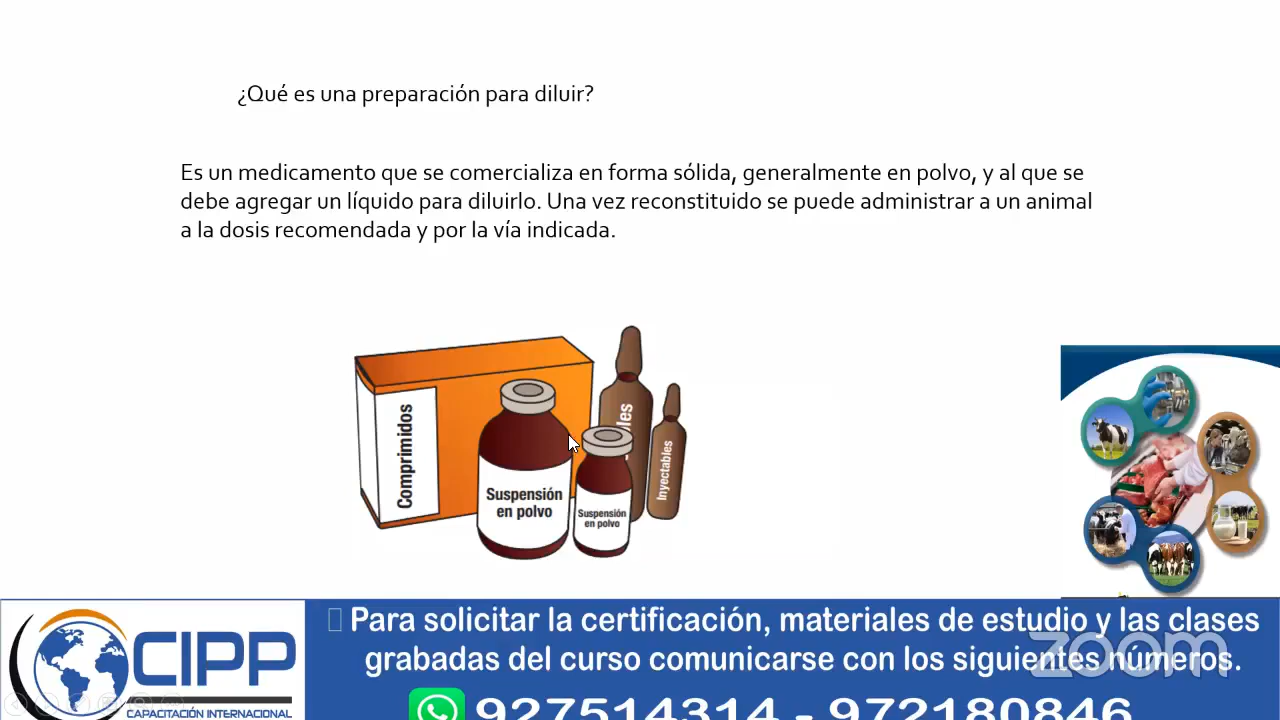 ¿Qué es una preparación para diluir?
Es un medicamento que se comercializa en forma sólida, generalmente en polvo, y al que se
debe agregar un líquido para diluirlo. Una vez reconstituido se puede administrar a un animal
a la dosis recomendada y por la vía indicada.
Comprimidos
Suspensión
en polvo
Suspensión
en polvo
Inyectables
CIPP
CAPACITACIÓN INTERNACIONAL
Para solicitar la certificación, materiales de estudio y las clases
grabadas del curso comunicarse con los siguientes números.
927514314 - 972180846
zoom